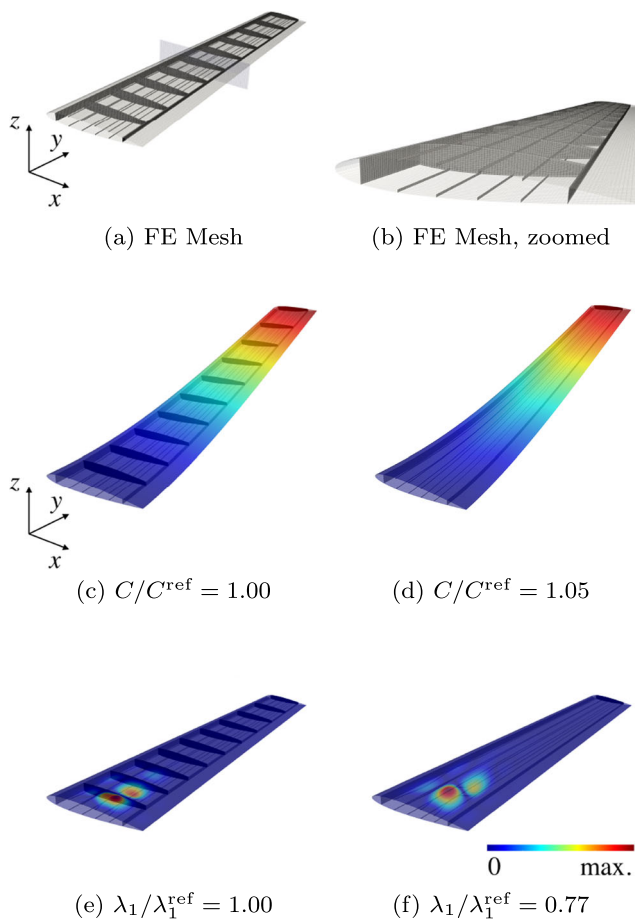 z
y
x
(a) FE Mesh
(b) FE Mesh, zoomed
z
y
x
(c) C/C^ref = 1.00
(d) C/C^ref = 1.05
0 max.
(e) λ₁/λ₁^ref = 1.00
(f) λ₁/λ₁^ref = 0.77